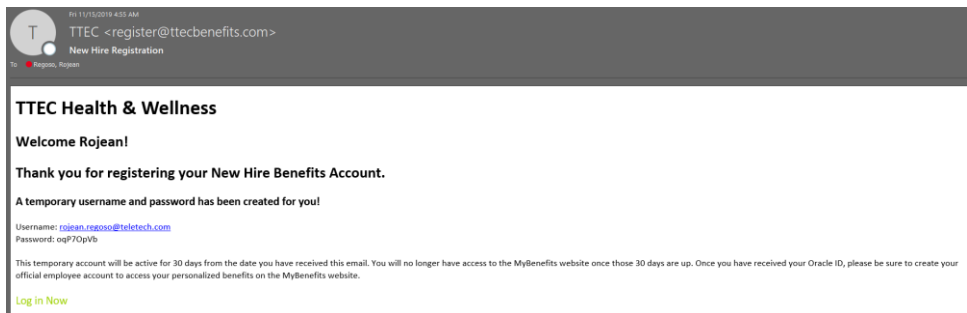 Fri 11/15/2019 4:55 AM
T
TTEC <register@ttecbenefits.com>
New Hire Registration
To Regoso, Rojean
TTEC Health & Wellness
Welcome Rojean!
Thank you for registering your New Hire Benefits Account.
A temporary username and password has been created for you!
Username: rojean.regoso@teletech.com
Password: oqP7OpVb
This temporary account will be active for 30 days from the date you have received this email. You will no longer have access to the MyBenefits website once those 30 days are up. Once you have received your Oracle ID, please be sure to create your
official employee account to access your personalized benefits on the MyBenefits website.
Log in Now